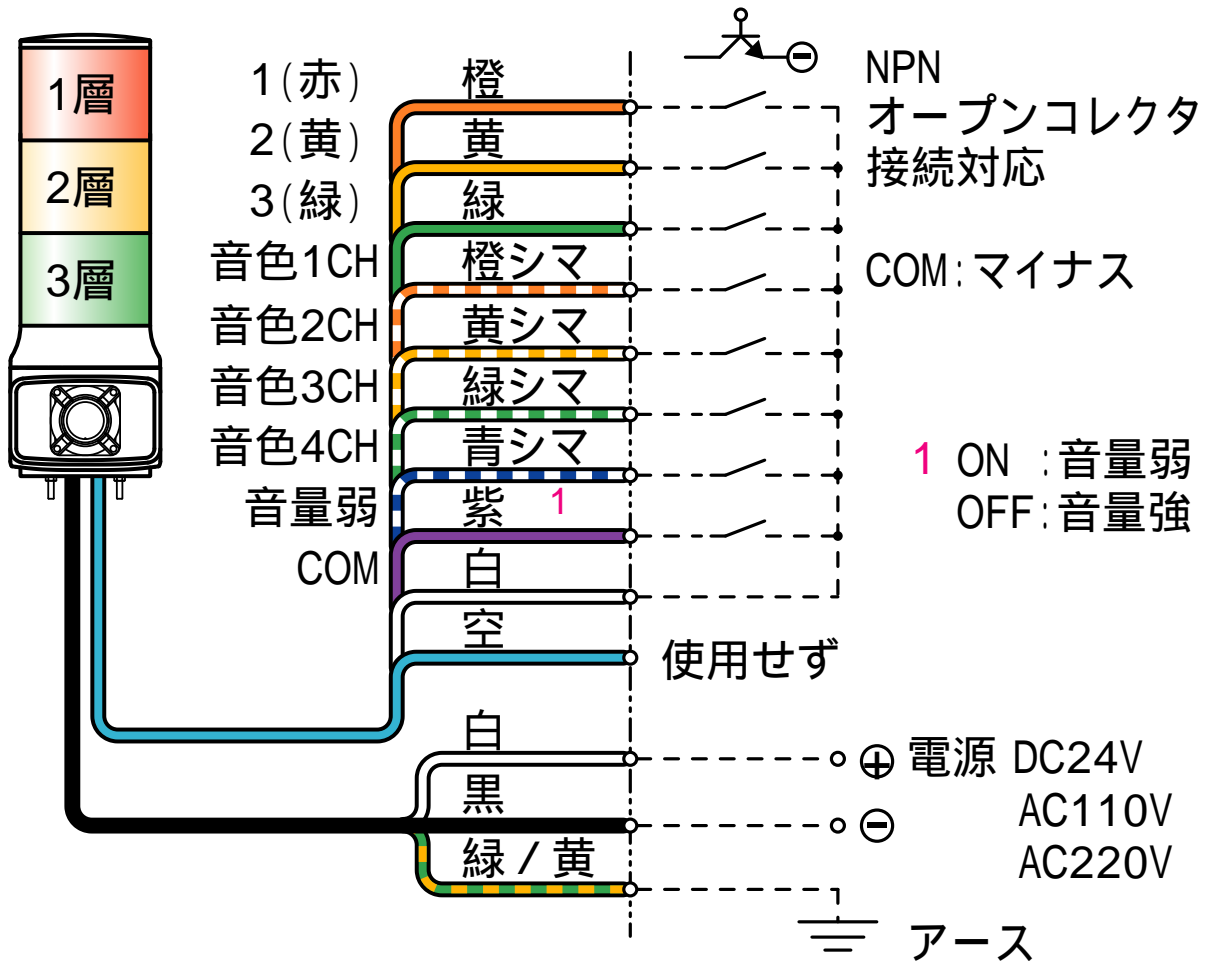 1層
2層
3層
1(赤)
2(黄)
3(緑)
音色1CH
音色2CH
音色3CH
音色4CH
音量弱
COM
橙
黄
緑
橙シマ
黄シマ
緑シマ
青シマ
紫 1
白
空
白
黒
緑/黄
NPN
オープンコレクタ
接続対応
COM:マイナス
1 ON :音量弱
OFF:音量強
使用せず
⊕ 電源 DC24V
⊖ AC110V
AC220V
アース